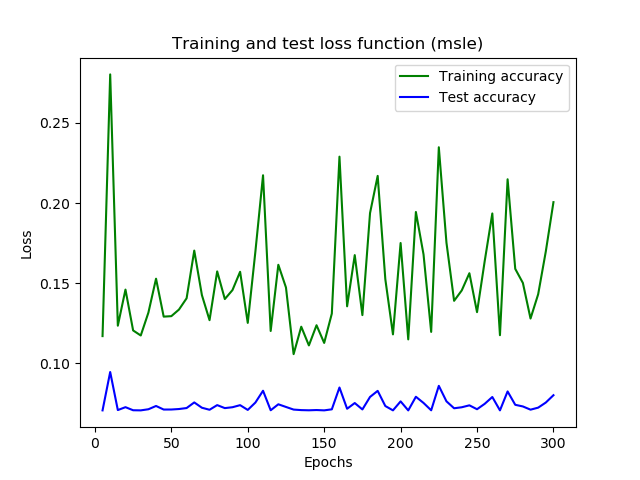 Training and test loss function (msle)
Training accuracy
Test accuracy
0.25
0.20
0.15
0.10
Loss
0 50 100 150 200 250 300
Epochs